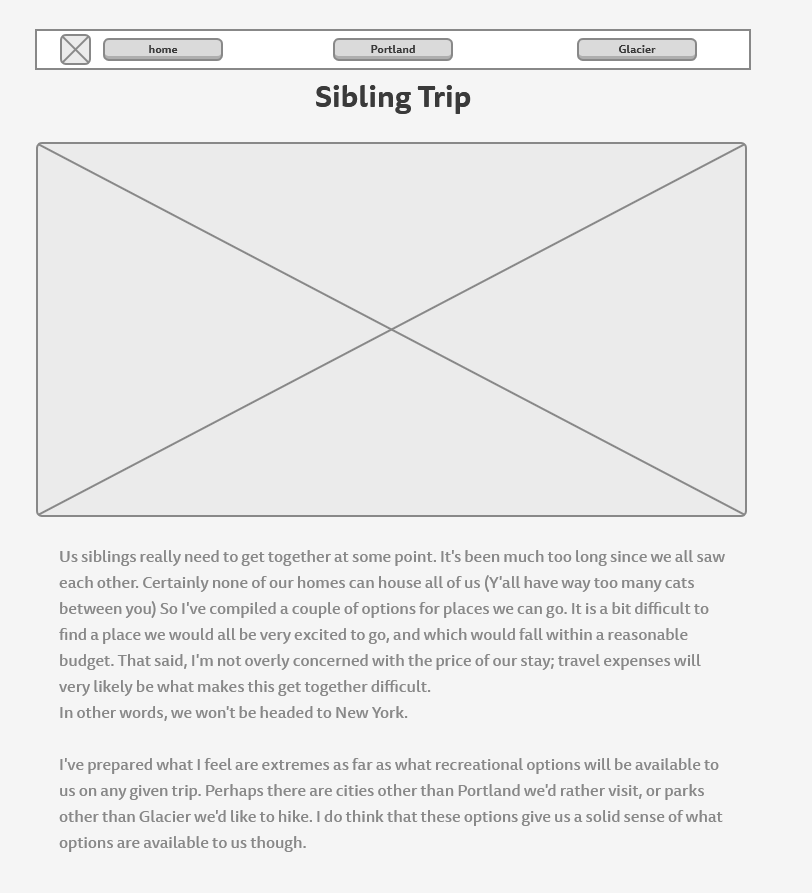 home
Portland
Glacier
Sibling Trip
Us siblings really need to get together at some point. It's been much too long since we all saw
each other. Certainly none of our homes can house all of us (Y'all have way too many cats
between you) So I've compiled a couple of options for places we can go. It is a bit difficult to
find a place we would all be very excited to go, and which would fall within a reasonable
budget. That said, I'm not overly concerned with the price of our stay; travel expenses will
very likely be what makes this get together difficult.
In other words, we won't be headed to New York.
I've prepared what I feel are extremes as far as what recreational options will be available to
us on any given trip. Perhaps there are cities other than Portland we'd rather visit, or parks
other than Glacier we'd like to hike. I do think that these options give us a solid sense of what
options are available to us though.